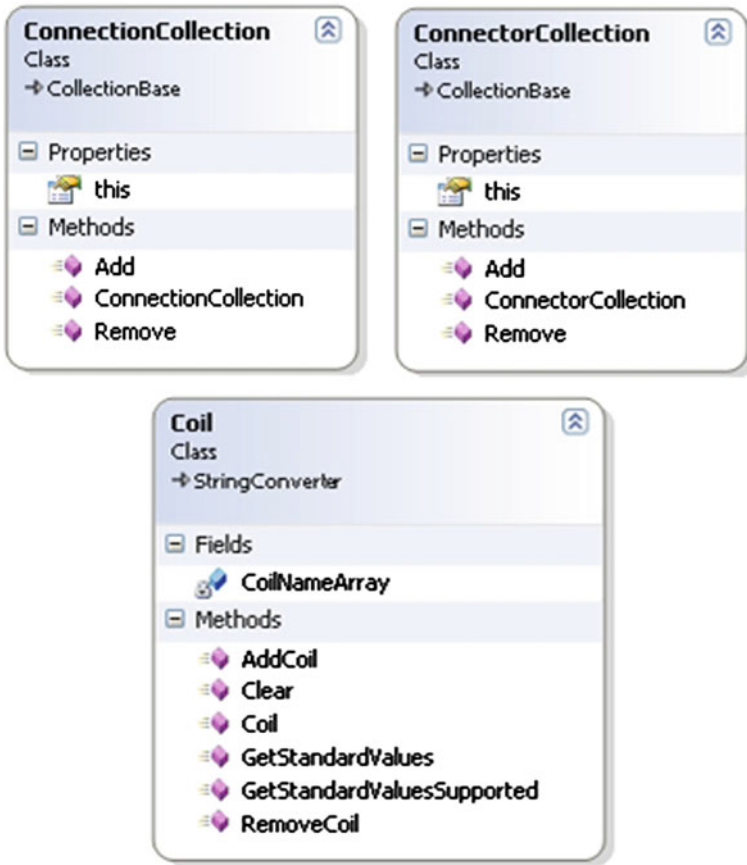 ConnectionCollection
Class
CollectionBase
Properties
this
Methods
Add
ConnectionCollection
Remove
ConnectorCollection
Class
CollectionBase
Properties
this
Methods
Add
ConnectorCollection
Remove
Coil
Class
StringConverter
Fields
CoilNameArray
Methods
AddCoil
Clear
Coil
GetStandardValues
GetStandardValuesSupported
RemoveCoil